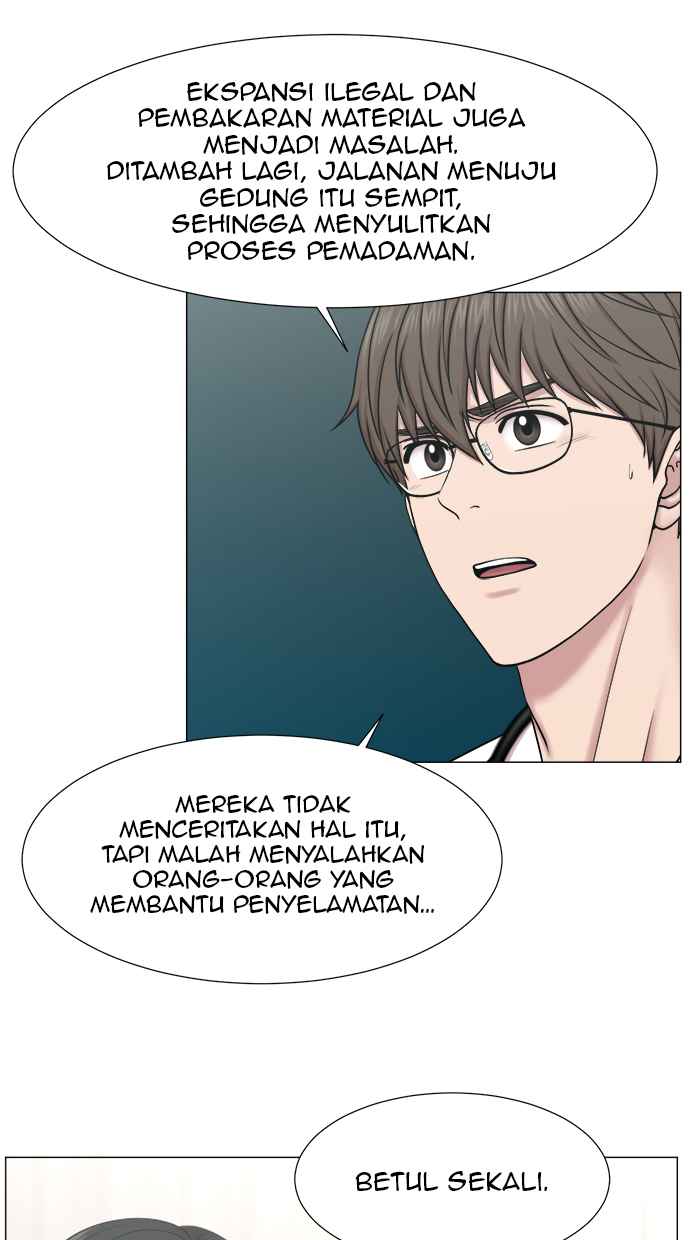 EKSPANSI ILEGAL DAN
PEMBAKARAN MATERIAL JUGA
MENJADI MASALAH.
DITAMBAH LAGI, JALANAN MENUJU
GEDUNG ITU SEMPIT,
SEHINGGA MENYULITKAN
PROSES PEMADAMAN.
MEREKA TIDAK
MENCERITAKAN HAL ITU,
TAPI MALAH MENYALAHKAN
ORANG-ORANG YANG
MEMBANTU PENYELAMATAN...
BETUL SEKALI.